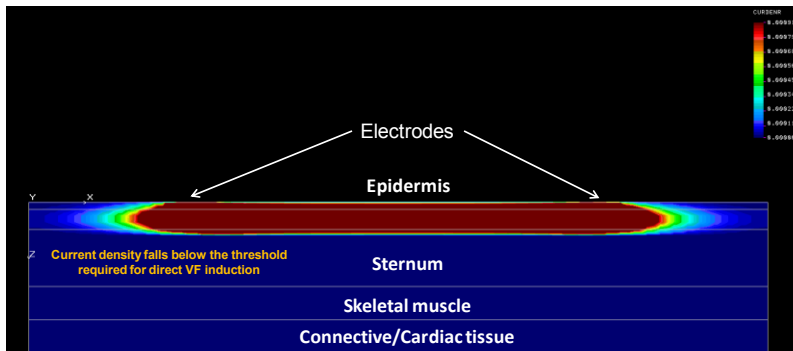 CURDENR
Electrodes
Epidermis
Y
X
Z
Current density falls below the threshold
required for direct VF induction
Sternum
Skeletal muscle
Connective/Cardiac tissue